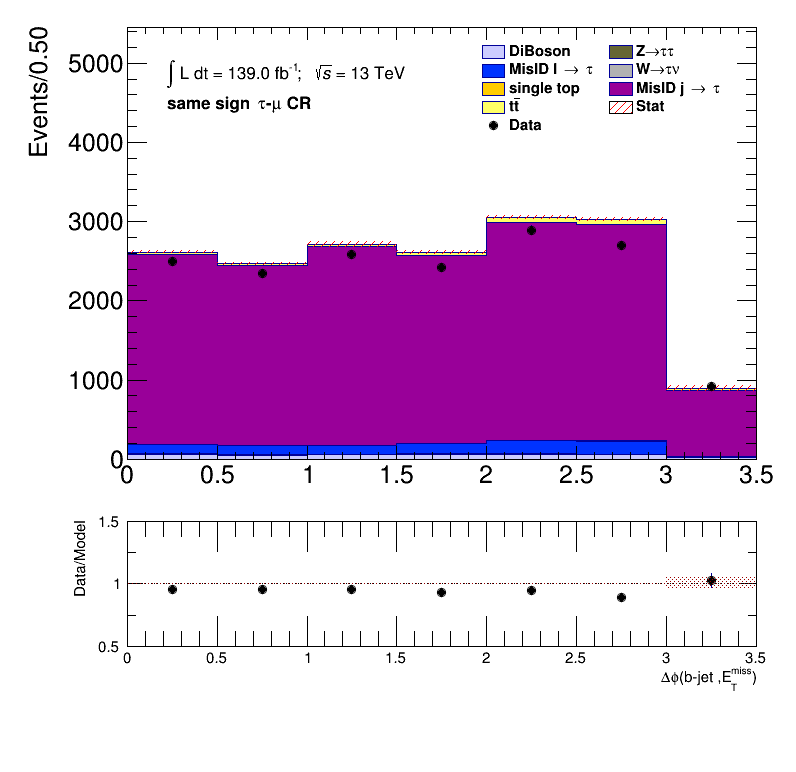 Events/0.50
∫ L dt = 139.0 fb⁻¹; √s = 13 TeV
same sign τ-μ CR
DiBoson
MisID l → τ
single top
tt̄
Data
Z→ττ
W→τν
MisID j → τ
Stat
5000
4000
3000
2000
1000
0
0 0.5 1 1.5 2 2.5 3 3.5
Data/Model
1.5
1
0.5
0 0.5 1 1.5 2 2.5 3 3.5
Δφ(b-jet ,E_T^miss)